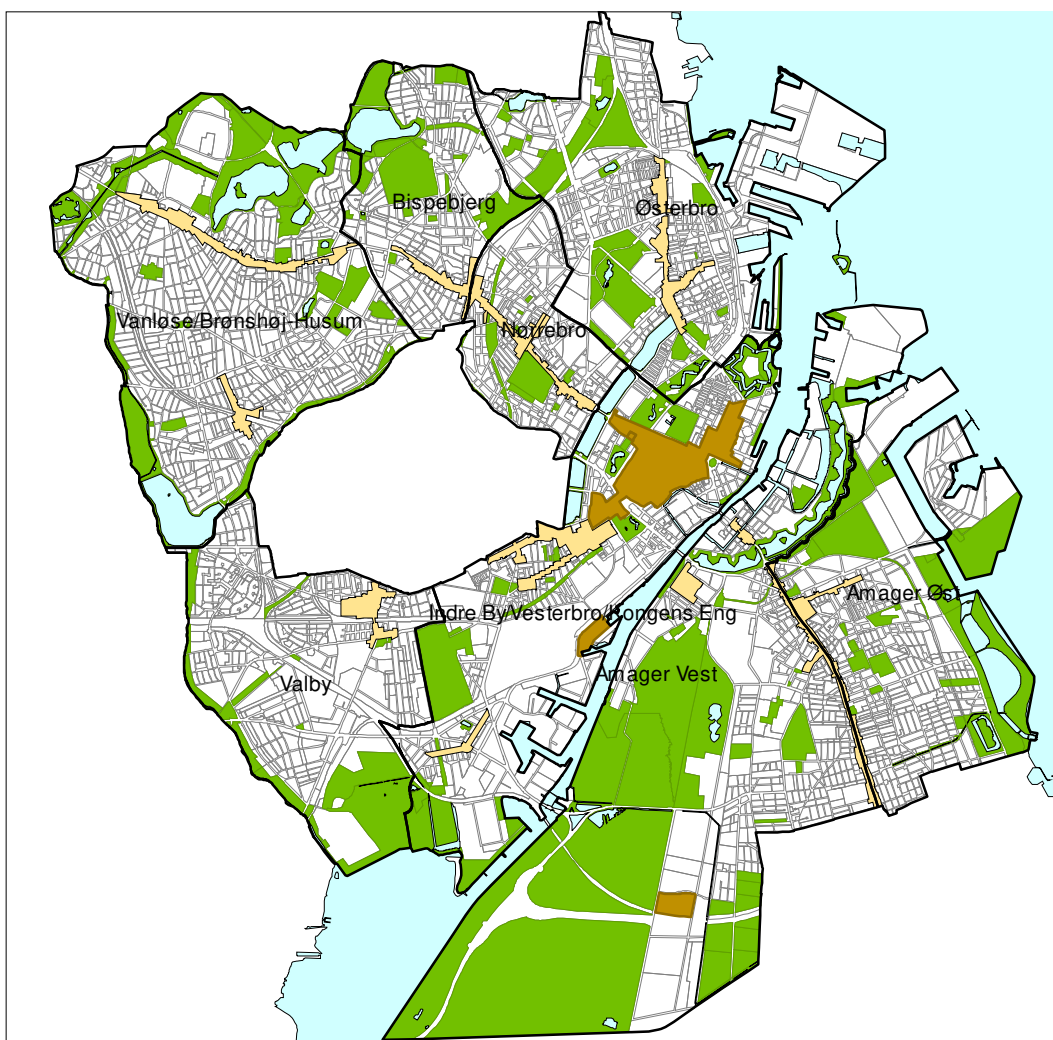 Bispebjerg
Østerbro
Vanløse/Brønshøj-Husum
Nørrebro
Amager Øst
Indre By/Vesterbro/Kongens Eng
Amager Vest
Valby